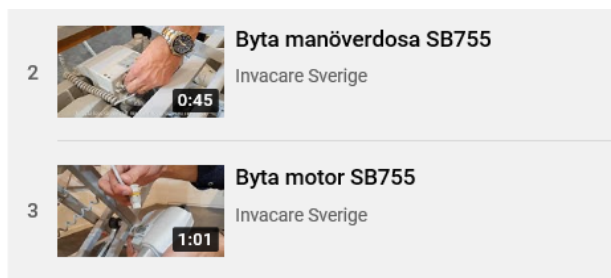 2
0:45
Byta manöverdosa SB755
Invacare Sverige
3
1:01
Byta motor SB755
Invacare Sverige